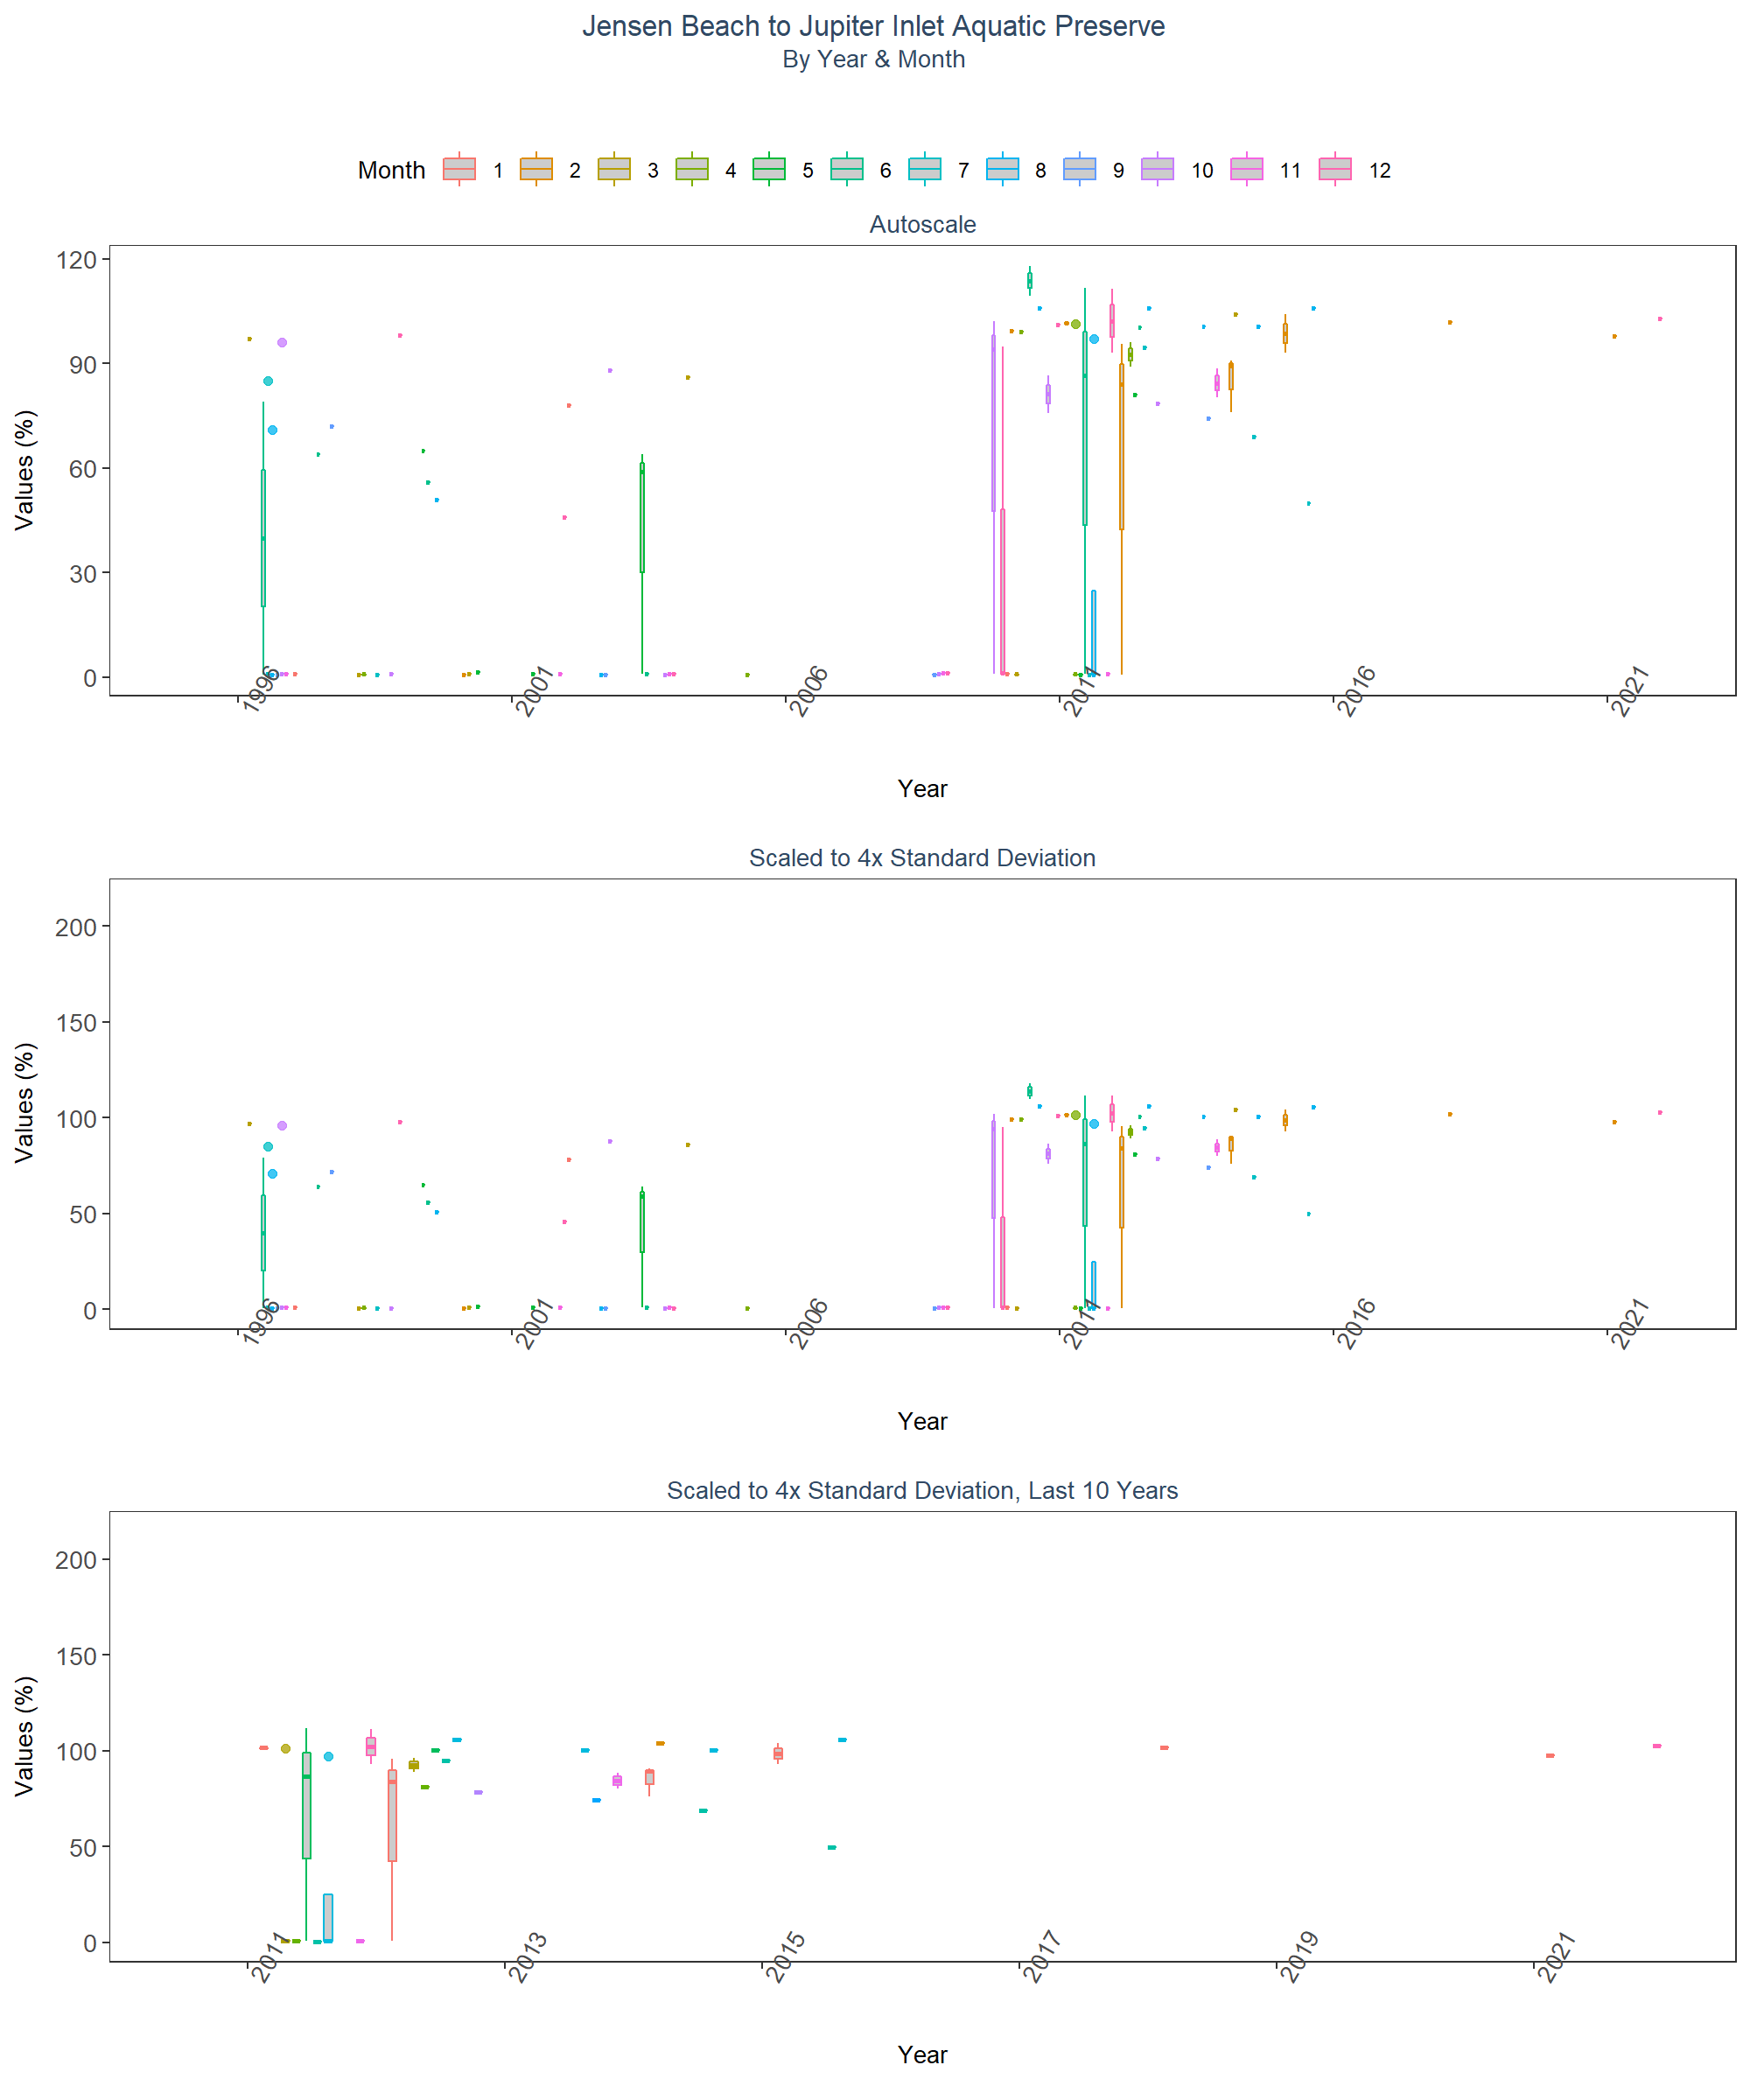 Jensen Beach to Jupiter Inlet Aquatic Preserve
By Year & Month
Month 1 2 3 4 5 6 7 8 9 10 11 12
Autoscale
Values (%)
120
90
60
30
0
1996 2001 2006 2011 2016 2021
Year
Scaled to 4x Standard Deviation
Values (%)
200
150
100
50
0
1996 2001 2006 2011 2016 2021
Year
Scaled to 4x Standard Deviation, Last 10 Years
Values (%)
200
150
100
50
0
2011 2013 2015 2017 2019 2021
Year